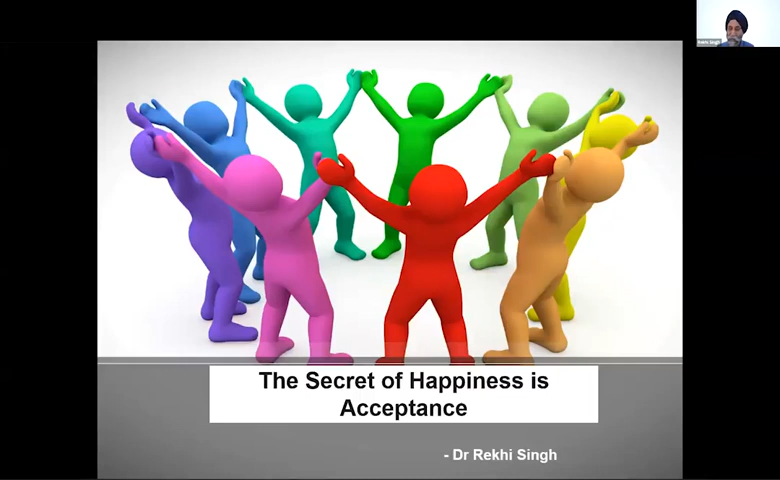 The Secret of Happiness is
Acceptance
- Dr Rekhi Singh